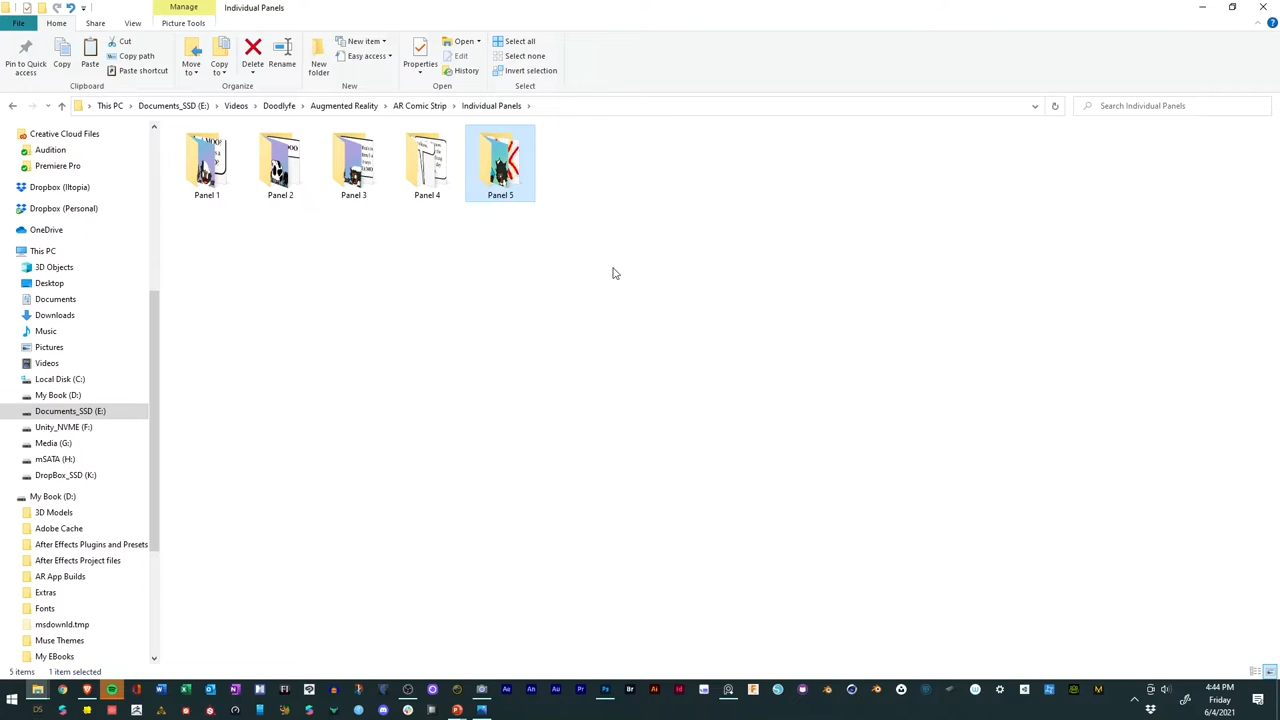 Manage
Individual Panels
File
Home
Share
View
Picture Tools
Pin to Quick access
Copy
Paste
Cut
Copy path
Paste shortcut
Clipboard
Move to
Copy to
Delete
Rename
Organize
New folder
New item
Easy access
New
Properties
Open
Edit
History
Open
Select all
Select none
Invert selection
Select
This PC > Documents_SSD (E:) > Videos > Doodlyfe > Augmented Reality > AR Comic Strip > Individual Panels >
Search Individual Panels
Creative Cloud Files
Audition
Premiere Pro
Dropbox (Iltopia)
Dropbox (Personal)
OneDrive
This PC
3D Objects
Desktop
Documents
Downloads
Music
Pictures
Videos
Local Disk (C:)
My Book (D:)
Documents_SSD (E:)
Unity_NVME (F:)
Media (G:)
mSATA (H:)
DropBox_SSD (K:)
My Book (D:)
3D Models
Adobe Cache
After Effects Plugins and Presets
After Effects Project files
AR App Builds
Extras
Fonts
msdownld.tmp
Muse Themes
My EBooks
Panel 1
Panel 2
Panel 3
Panel 4
Panel 5
5 items
1 item selected
4:44 PM
Friday
6/4/2021